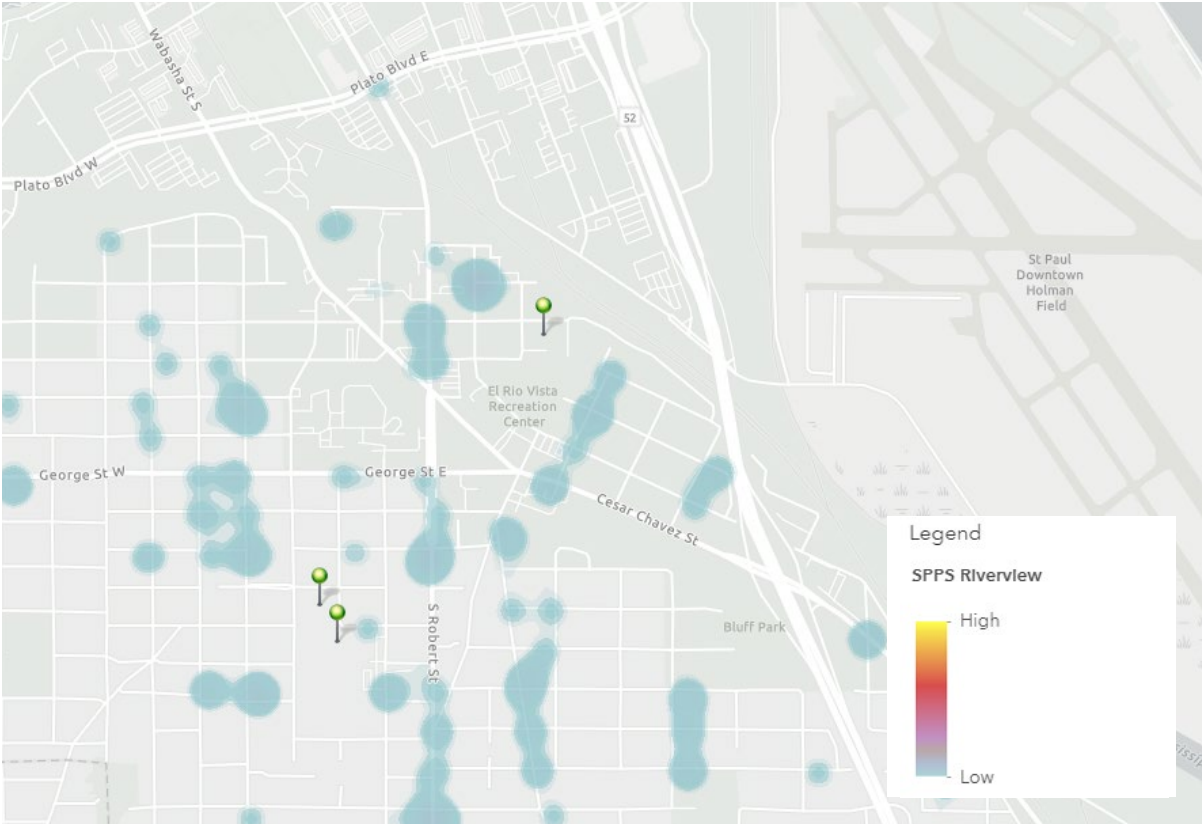 Wabasha St S
Plato Blvd E
52
Plato Blvd W
St Paul
Downtown
Holman
Field
El Rio Vista
Recreation
Center
George St W
George St E
Cesar Chavez St
S Robert St
Bluff Park
Legend
SPPS Riverview
High
Low